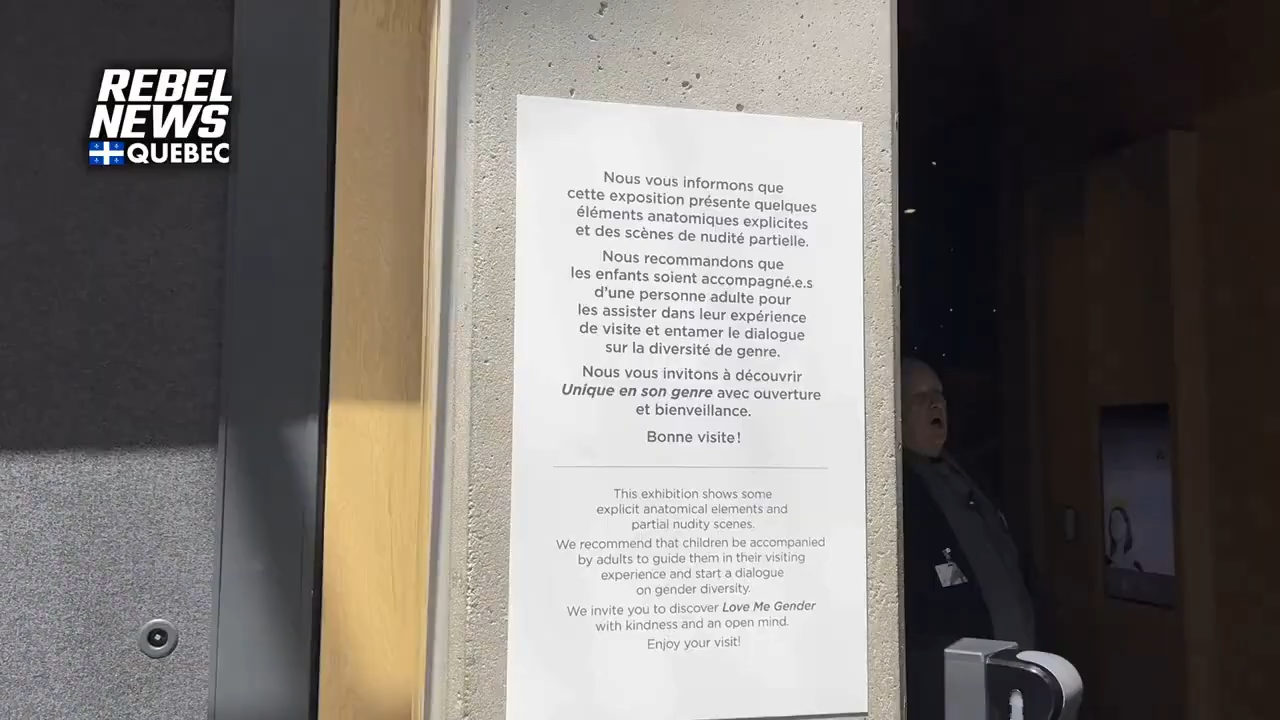 REBEL
NEWS
QUEBEC
Nous vous informons que
cette exposition présente quelques
éléments anatomiques explicites
et des scènes de nudité partielle.
Nous recommandons que
les enfants soient accompagné.e.s
d'une personne adulte pour
les assister dans leur expérience
de visite et entamer le dialogue
sur la diversité de genre.
Nous vous invitons à découvrir
Unique en son genre avec ouverture
et bienveillance.
Bonne visite!
This exhibition shows some
explicit anatomical elements and
partial nudity scenes.
We recommend that children be accompanied
by adults to guide them in their visiting
experience and start a dialogue
on gender diversity.
We invite you to discover Love Me Gender
with kindness and an open mind.
Enjoy your visit!